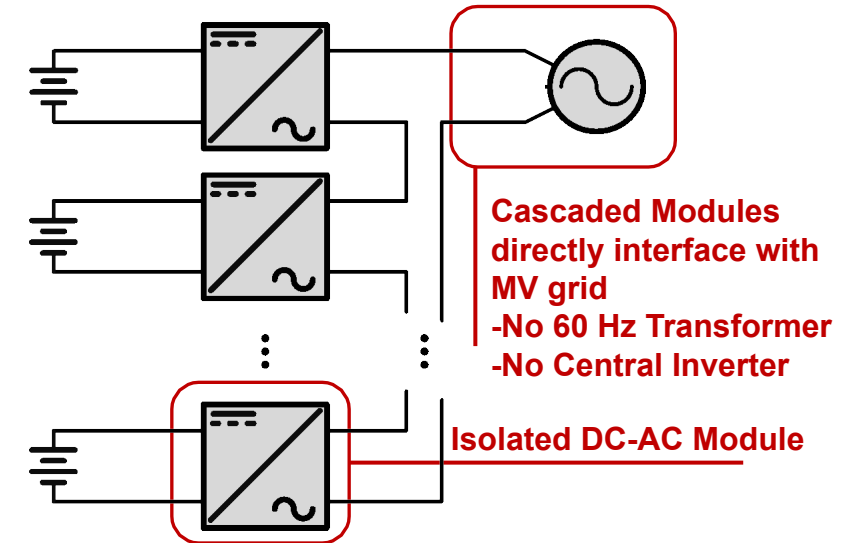 Cascaded Modules
directly interface with
MV grid
-No 60 Hz Transformer
-No Central Inverter
Isolated DC-AC Module